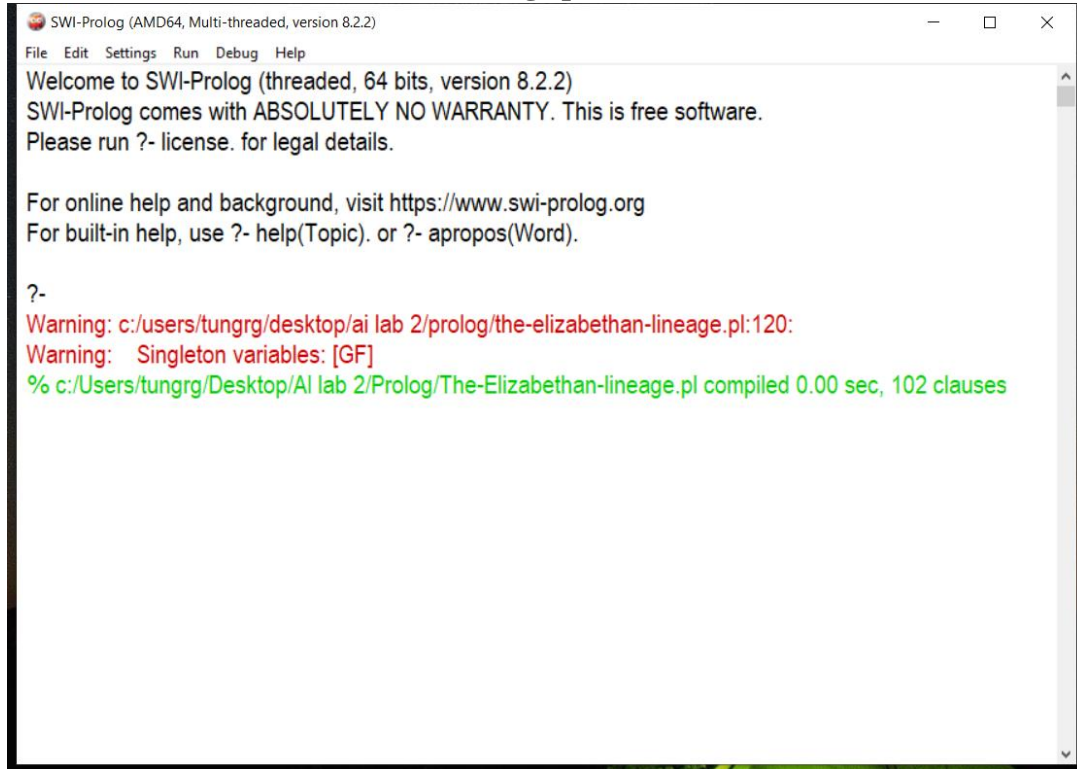 SWI-Prolog (AMD64, Multi-threaded, version 8.2.2)
File Edit Settings Run Debug Help
Welcome to SWI-Prolog (threaded, 64 bits, version 8.2.2)
SWI-Prolog comes with ABSOLUTELY NO WARRANTY. This is free software.
Please run ?- license. for legal details.
For online help and background, visit https://www.swi-prolog.org
For built-in help, use ?- help(Topic). or ?- apropos(Word).
?-
Warning: c:/users/tungrg/desktop/ai lab 2/prolog/the-elizabethan-lineage.pl:120:
Warning:    Singleton variables: [GF]
% c:/Users/tungrg/Desktop/AI lab 2/Prolog/The-Elizabethan-lineage.pl compiled 0.00 sec, 102 clauses